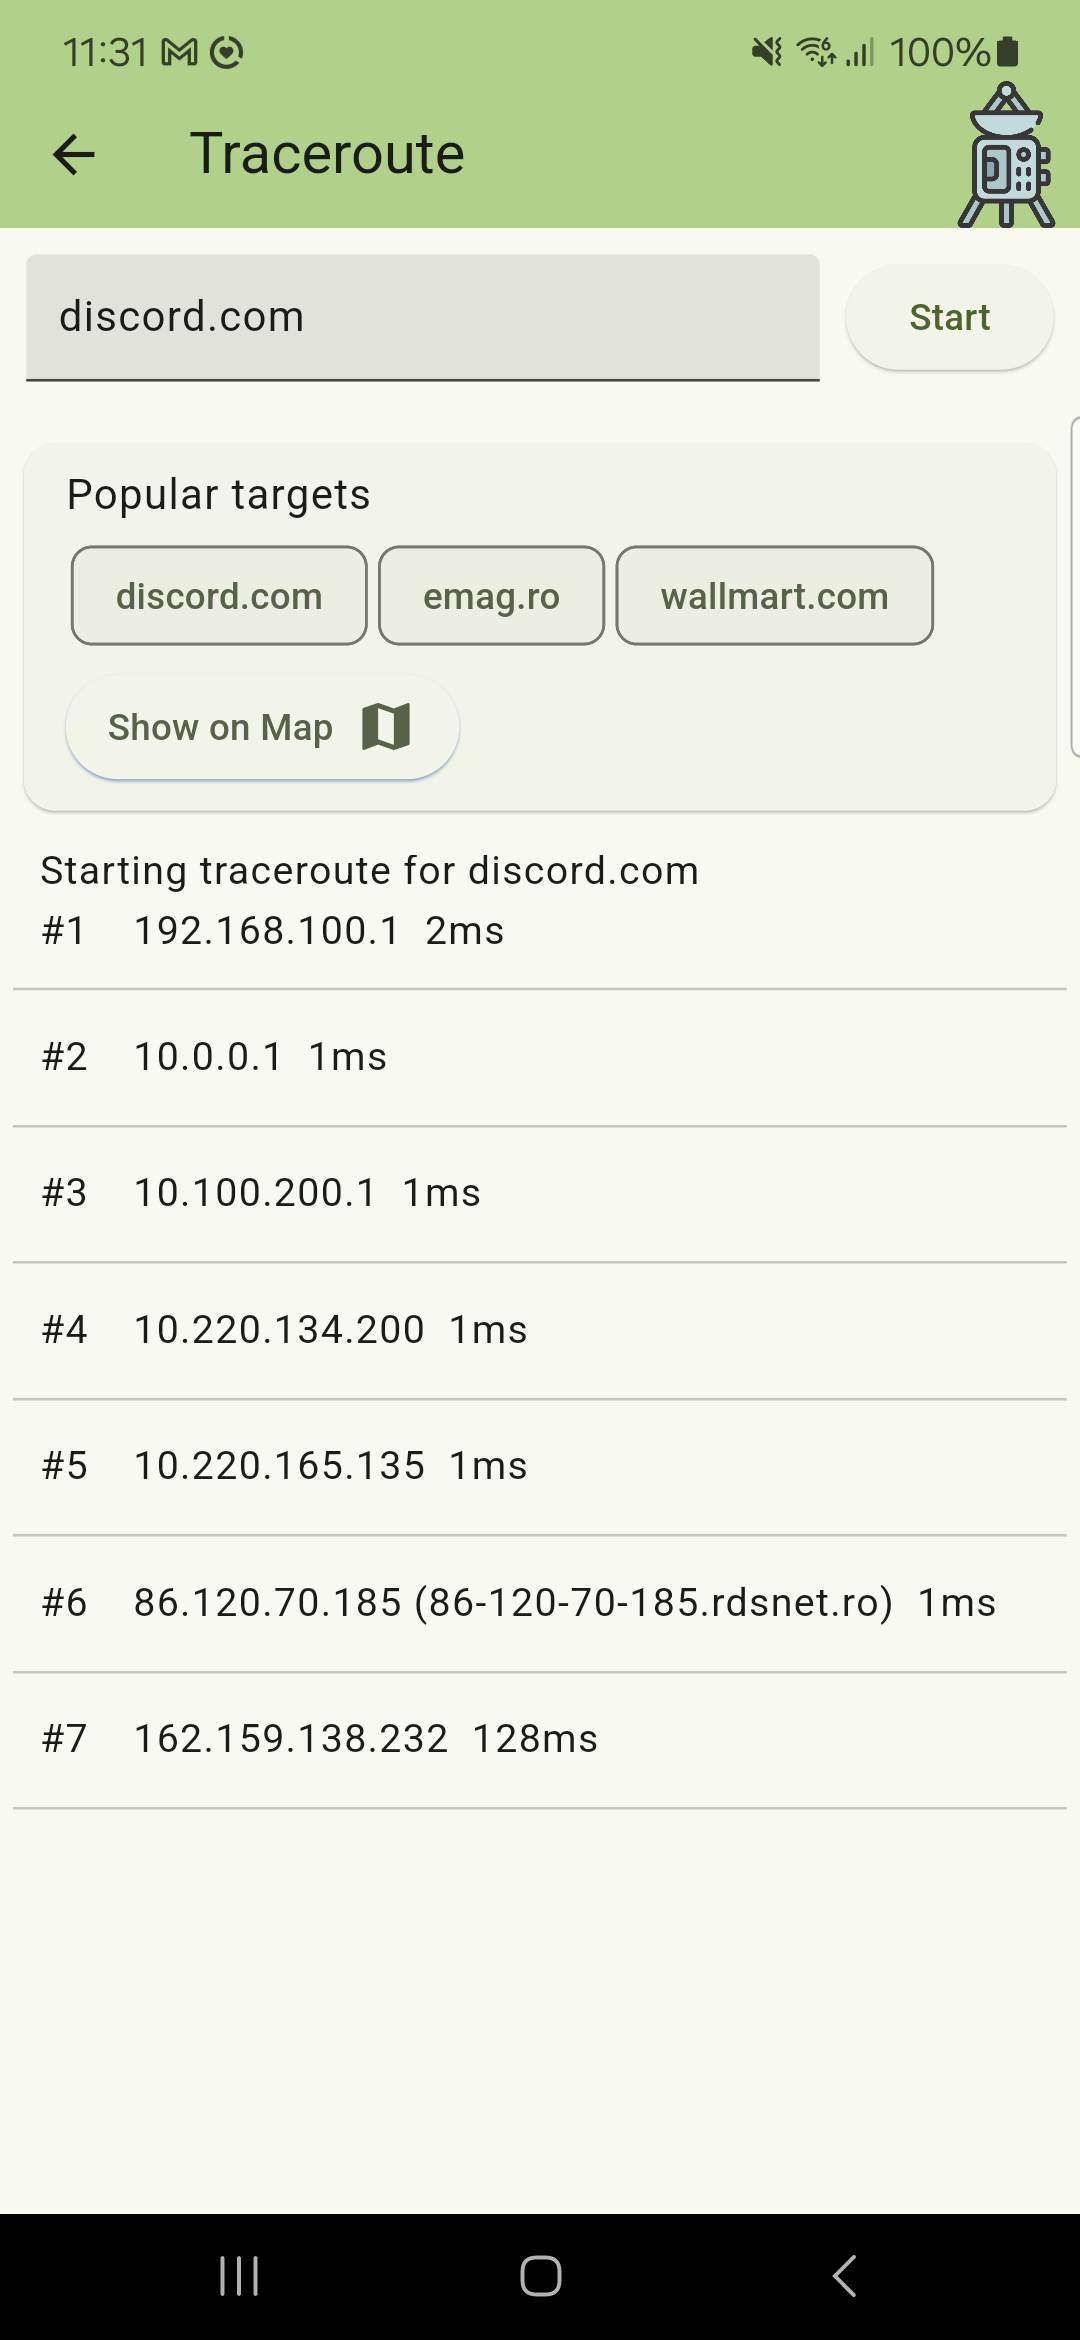 11:31 100%
Traceroute
discord.com Start
Popular targets
discord.com emag.ro wallmart.com
Show on Map
Starting traceroute for discord.com
#1 192.168.100.1 2ms
#2 10.0.0.1 1ms
#3 10.100.200.1 1ms
#4 10.220.134.200 1ms
#5 10.220.165.135 1ms
#6 86.120.70.185 (86-120-70-185.rdsnet.ro) 1ms
#7 162.159.138.232 128ms